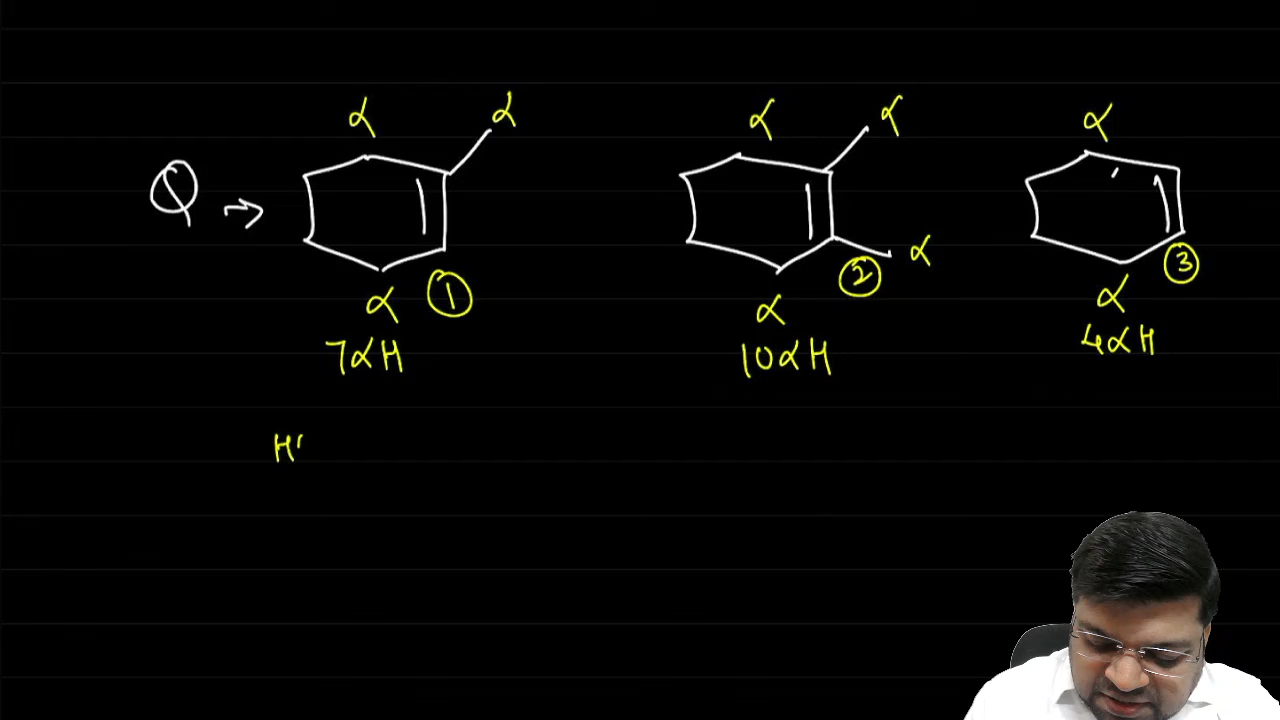 α α α α α
Q →
α
α ① α ② α ③
7αH 10αH 4αH
H